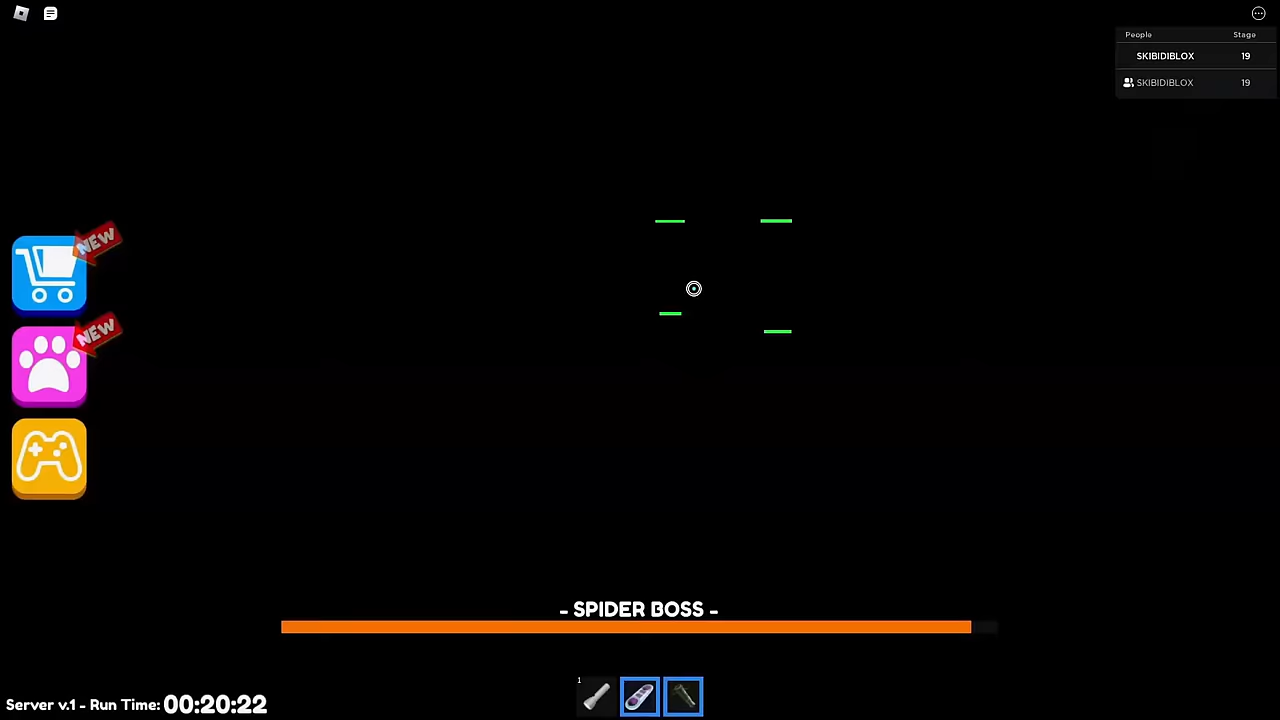 People Stage
SKIBIDIBLOX 19
SKIBIDIBLOX 19
NEW
NEW
- SPIDER BOSS -
1
Server v.1 - Run Time: 00:20:22